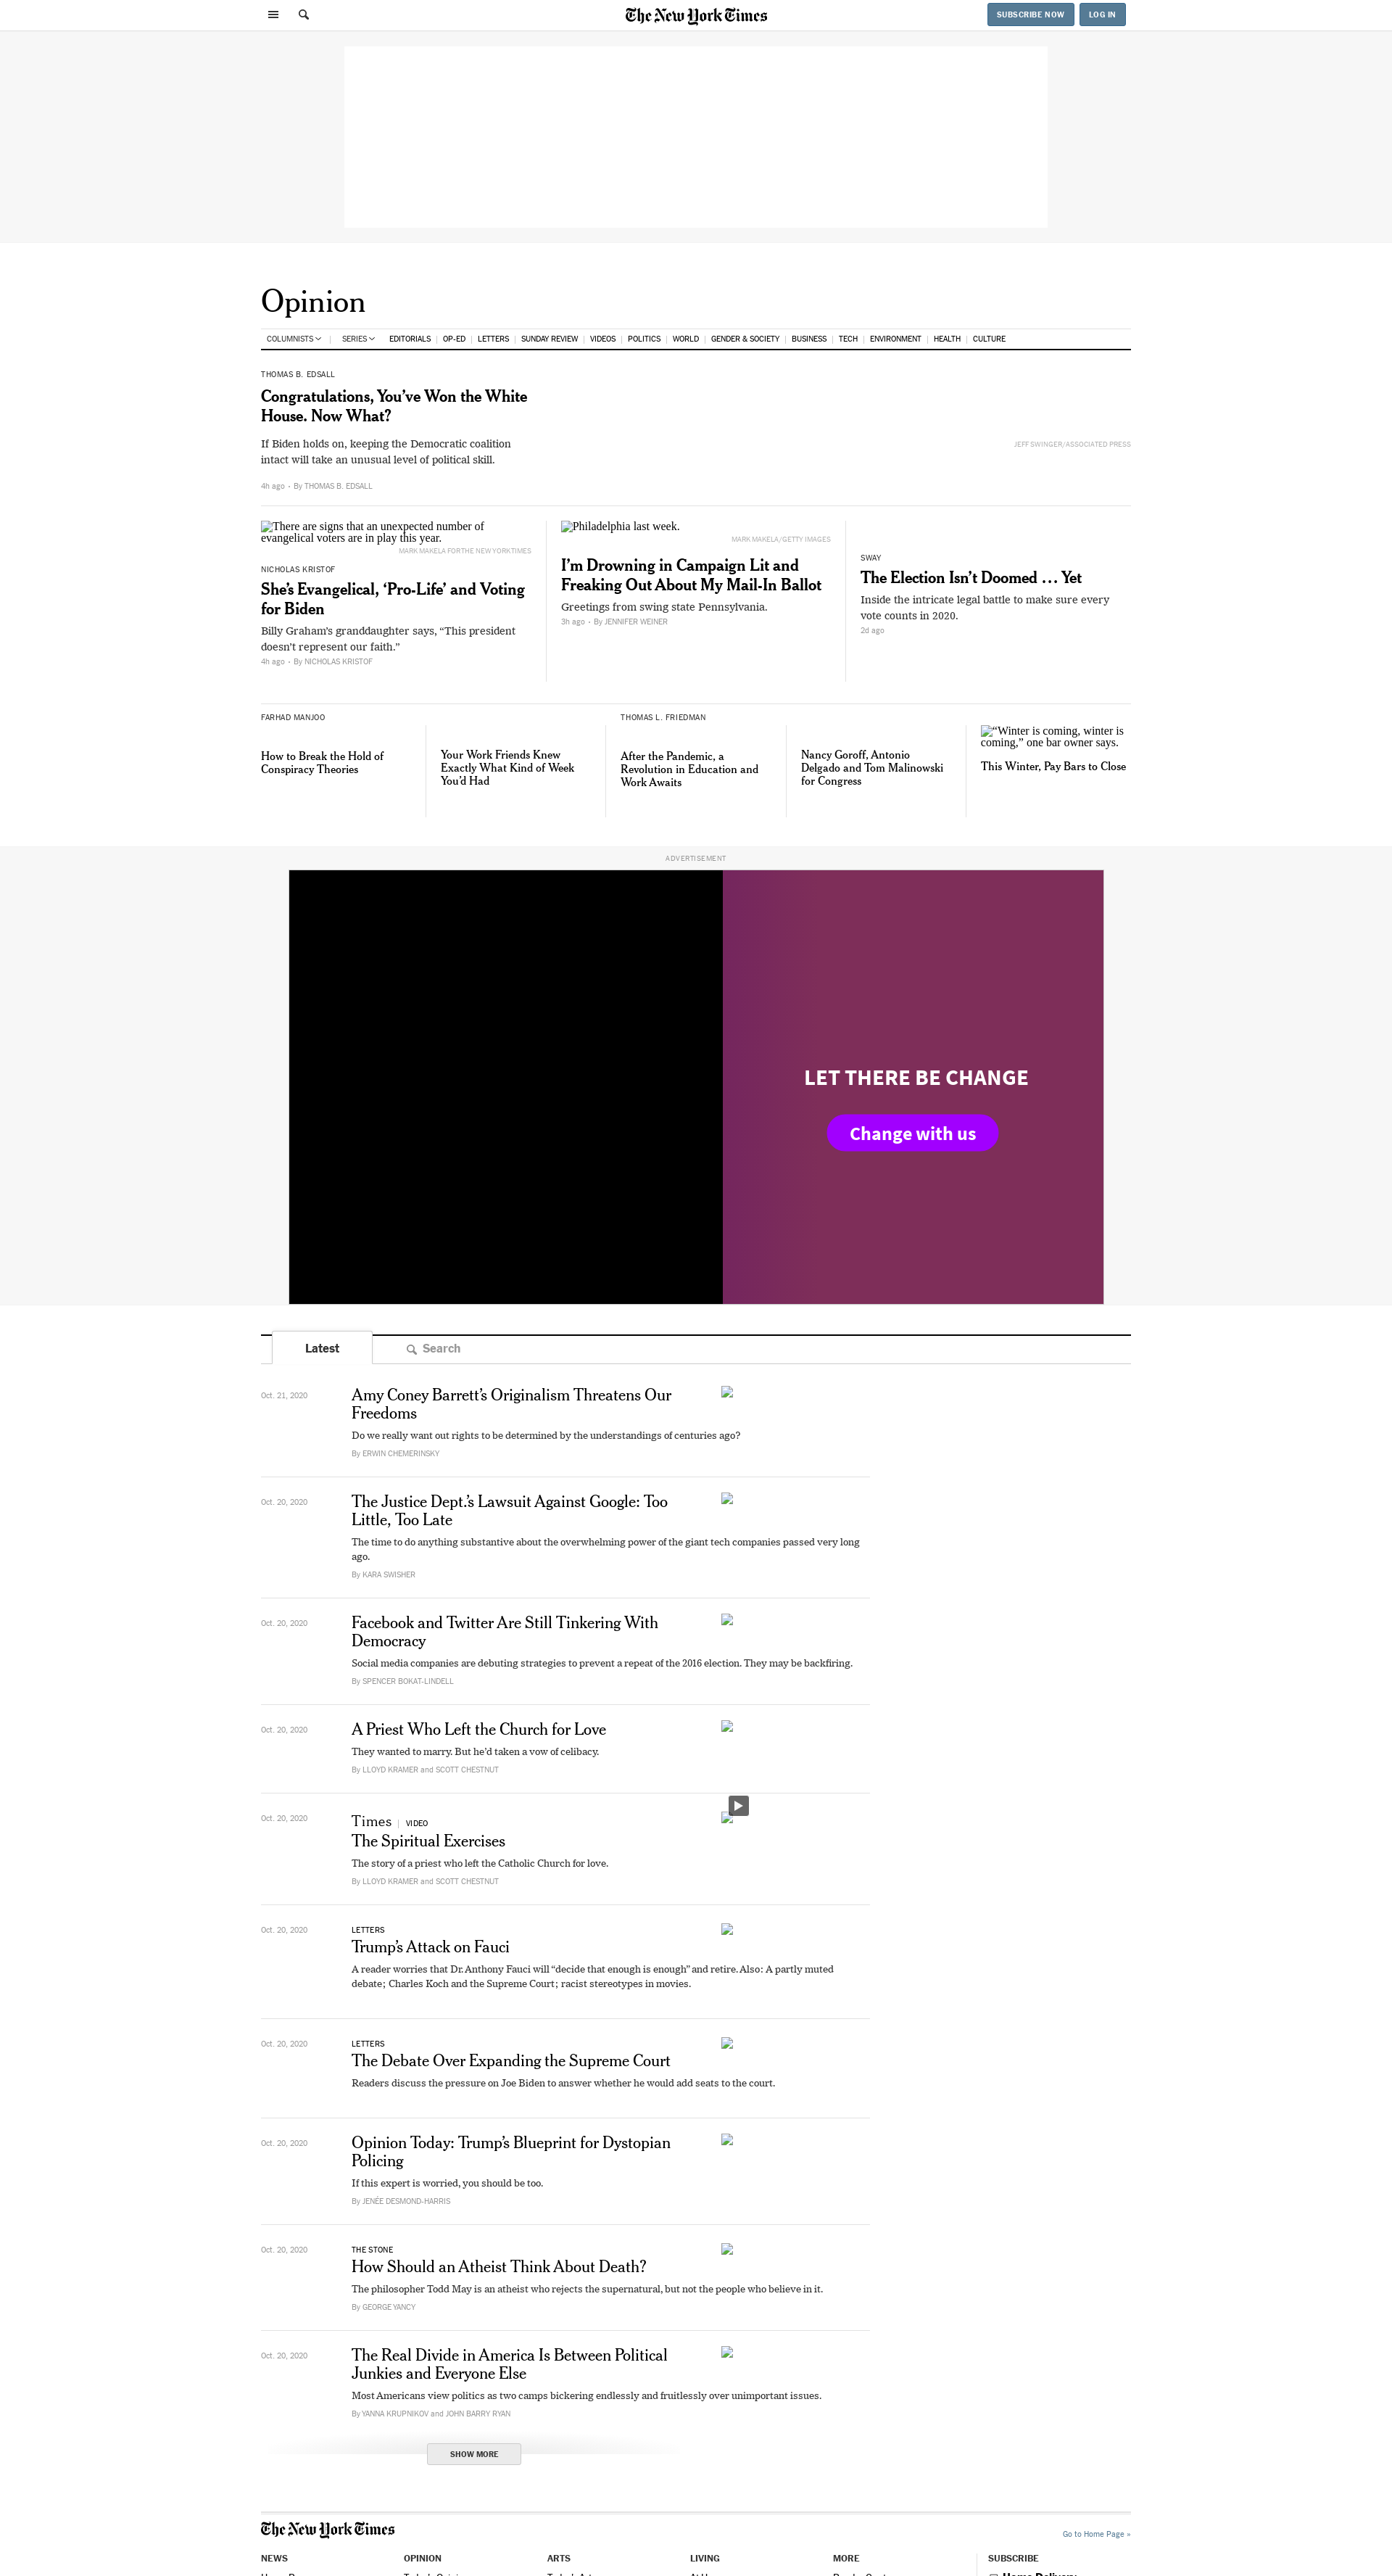 The New York Times
SUBSCRIBE NOW
LOG IN
Opinion
COLUMNISTS
SERIES
EDITORIALS
OP-ED
LETTERS
SUNDAY REVIEW
VIDEOS
POLITICS
WORLD
GENDER & SOCIETY
BUSINESS
TECH
ENVIRONMENT
HEALTH
CULTURE
THOMAS B. EDSALL
Congratulations, You’ve Won the White
House. Now What?
If Biden holds on, keeping the Democratic coalition
intact will take an unusual level of political skill.
4h ago • By THOMAS B. EDSALL
JEFF SWINGER/ASSOCIATED PRESS
There are signs that an unexpected number of
evangelical voters are in play this year.
MARK MAKELA FOR THE NEW YORK TIMES
NICHOLAS KRISTOF
She’s Evangelical, ‘Pro-Life’ and Voting
for Biden
Billy Graham's granddaughter says, “This president
doesn't represent our faith.”
4h ago • By NICHOLAS KRISTOF
Philadelphia last week.
MARK MAKELA/GETTY IMAGES
I’m Drowning in Campaign Lit and
Freaking Out About My Mail-In Ballot
Greetings from swing state Pennsylvania.
3h ago • By JENNIFER WEINER
SWAY
The Election Isn’t Doomed … Yet
Inside the intricate legal battle to make sure every
vote counts in 2020.
2d ago
FARHAD MANJOO
How to Break the Hold of
Conspiracy Theories
Your Work Friends Knew
Exactly What Kind of Week
You’d Had
THOMAS L. FRIEDMAN
After the Pandemic, a
Revolution in Education and
Work Awaits
Nancy Goroff, Antonio
Delgado and Tom Malinowski
for Congress
“Winter is coming, winter is
coming,” one bar owner says.
This Winter, Pay Bars to Close
ADVERTISEMENT
LET THERE BE CHANGE
Change with us
Latest
Search
Oct. 21, 2020
Amy Coney Barrett’s Originalism Threatens Our
Freedoms
Do we really want out rights to be determined by the understandings of centuries ago?
By ERWIN CHEMERINSKY
Oct. 20, 2020
The Justice Dept.’s Lawsuit Against Google: Too
Little, Too Late
The time to do anything substantive about the overwhelming power of the giant tech companies passed very long
ago.
By KARA SWISHER
Oct. 20, 2020
Facebook and Twitter Are Still Tinkering With
Democracy
Social media companies are debuting strategies to prevent a repeat of the 2016 election. They may be backfiring.
By SPENCER BOKAT-LINDELL
Oct. 20, 2020
A Priest Who Left the Church for Love
They wanted to marry. But he’d taken a vow of celibacy.
By LLOYD KRAMER and SCOTT CHESTNUT
Oct. 20, 2020
Times | VIDEO
The Spiritual Exercises
The story of a priest who left the Catholic Church for love.
By LLOYD KRAMER and SCOTT CHESTNUT
Oct. 20, 2020
LETTERS
Trump’s Attack on Fauci
A reader worries that Dr. Anthony Fauci will “decide that enough is enough” and retire. Also: A partly muted
debate; Charles Koch and the Supreme Court; racist stereotypes in movies.
Oct. 20, 2020
LETTERS
The Debate Over Expanding the Supreme Court
Readers discuss the pressure on Joe Biden to answer whether he would add seats to the court.
Oct. 20, 2020
Opinion Today: Trump’s Blueprint for Dystopian
Policing
If this expert is worried, you should be too.
By JENÉE DESMOND-HARRIS
Oct. 20, 2020
THE STONE
How Should an Atheist Think About Death?
The philosopher Todd May is an atheist who rejects the supernatural, but not the people who believe in it.
By GEORGE YANCY
Oct. 20, 2020
The Real Divide in America Is Between Political
Junkies and Everyone Else
Most Americans view politics as two camps bickering endlessly and fruitlessly over unimportant issues.
By YANNA KRUPNIKOV and JOHN BARRY RYAN
SHOW MORE
The New York Times
Go to Home Page »
NEWS
OPINION
ARTS
LIVING
MORE
SUBSCRIBE